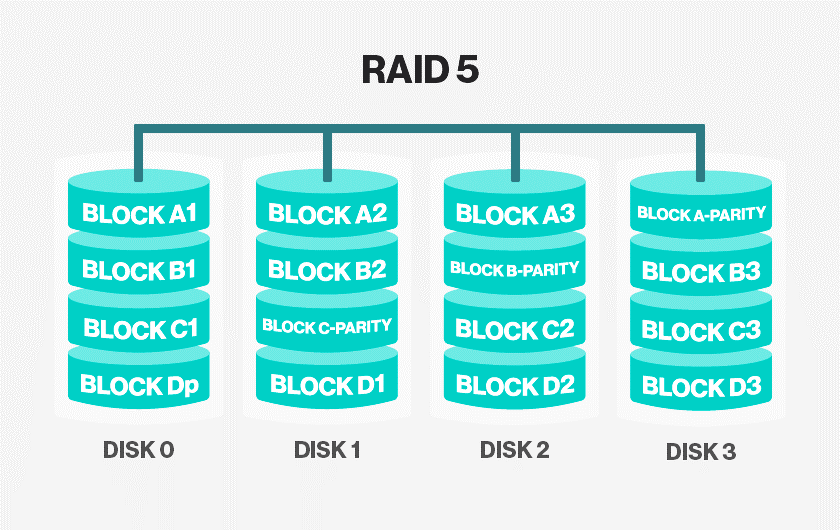 RAID 5
BLOCK A1
BLOCK A2
BLOCK A3
BLOCK A-PARITY
BLOCK B1
BLOCK B2
BLOCK B-PARITY
BLOCK B3
BLOCK C1
BLOCK C-PARITY
BLOCK C2
BLOCK C3
BLOCK Dp
BLOCK D1
BLOCK D2
BLOCK D3
DISK 0
DISK 1
DISK 2
DISK 3